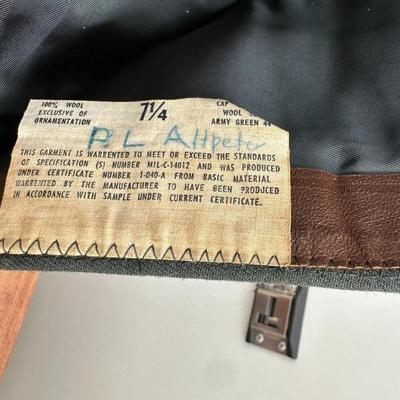 100% WOOL
EXCLUSIVE OF
ORNAMENTATION
7¼
CAP
WOOL
ARMY GREEN 44
BL Altpeter
THIS GARMENT IS WARRENTED TO MEET OR EXCEED THE STANDARDS
OF SPECIFICATION (S) NUMBER MIL-C-14012 AND WAS PRODUCED
UNDER CERTIFICATE NUMBER 1-040-A FROM BASIC MATERIAL
WARRENTED BY THE MANUFACTURER TO HAVE BEEN PRODUCED
IN ACCORDANCE WITH SAMPLE UNDER CURRENT CERTIFICATE.